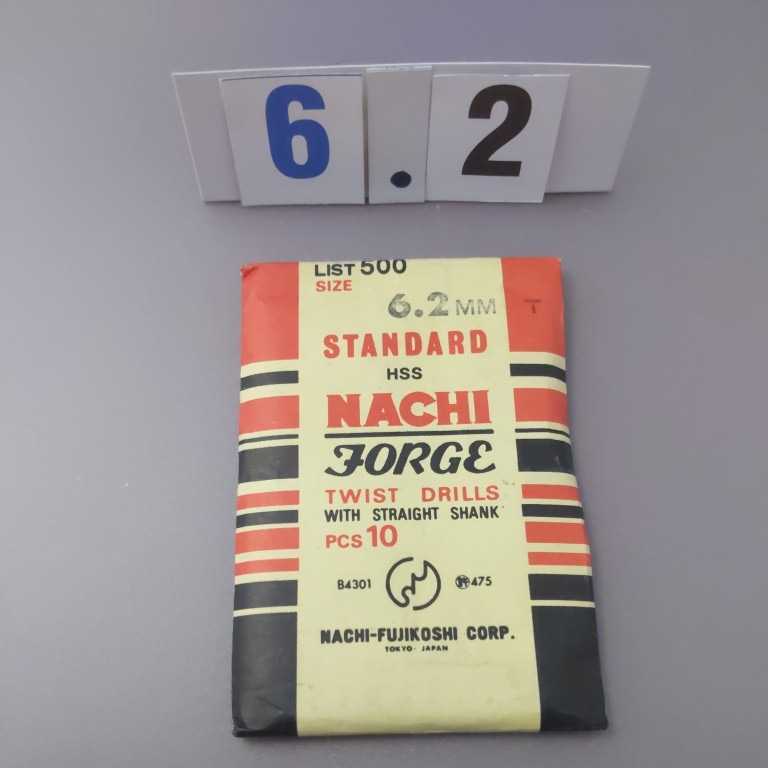 6.2
LIST 500
SIZE
6.2 MM
STANDARD
HSS
NACHI
FORGE
TWIST DRILLS
WITH STRAIGHT SHANK
PCS 10
B4301
475
NACHI-FUJIKOSHI CORP.
TOKYO · JAPAN